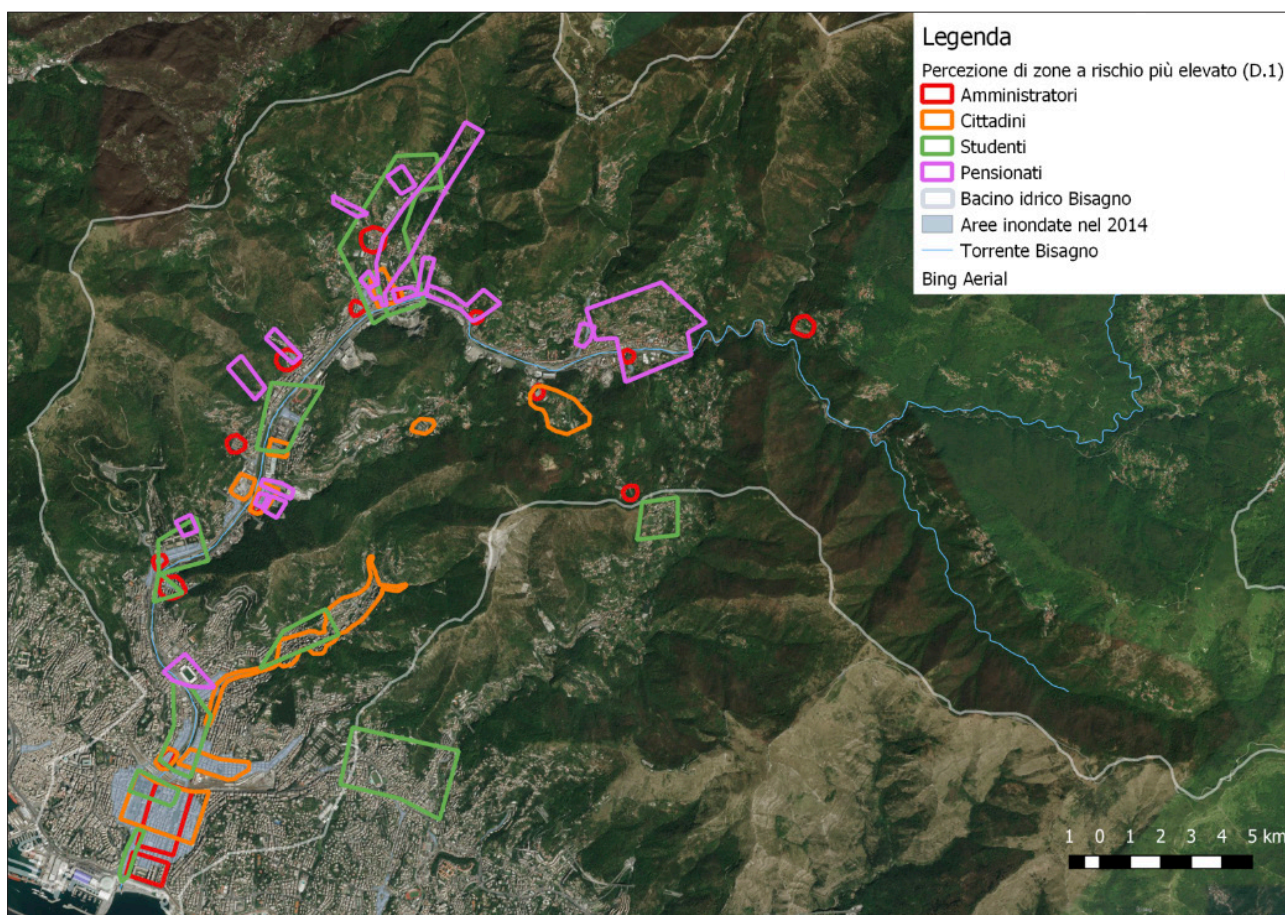 Legenda
Percezione di zone a rischio più elevato (D.1)
Amministratori
Cittadini
Studenti
Pensionati
Bacino idrico Bisagno
Aree inondate nel 2014
Torrente Bisagno
Bing Aerial
1 0 1 2 3 4 5 km